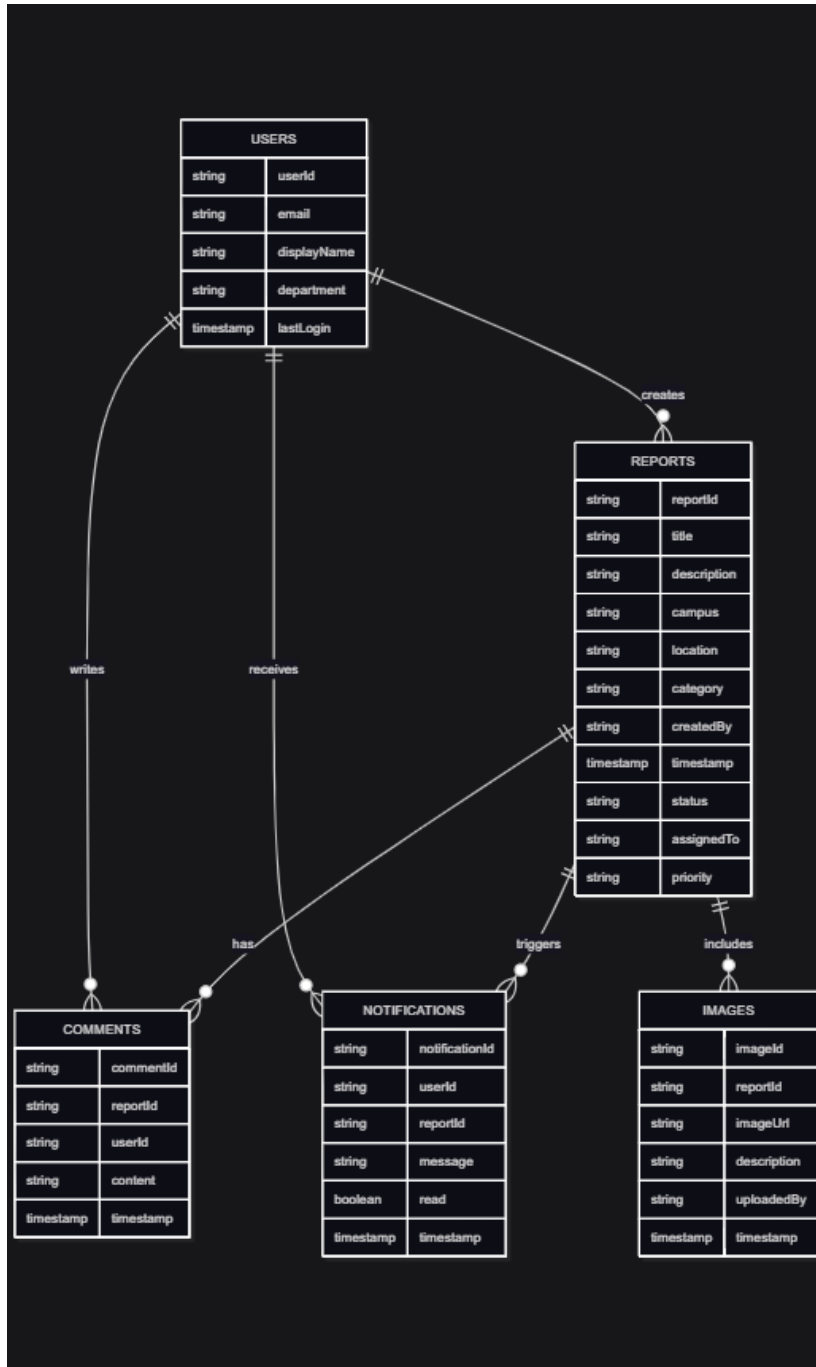 USERS
string userId
string email
string displayName
string department
timestamp lastLogin
creates
REPORTS
string reportId
string title
string description
string campus
string location
string category
string createdBy
timestamp timestamp
string status
string assignedTo
string priority
writes
receives
has
triggers
includes
COMMENTS
string commentId
string reportId
string userId
string content
timestamp timestamp
NOTIFICATIONS
string notificationId
string userId
string reportId
string message
boolean read
timestamp timestamp
IMAGES
string imageId
string reportId
string imageUrl
string description
string uploadedBy
timestamp timestamp